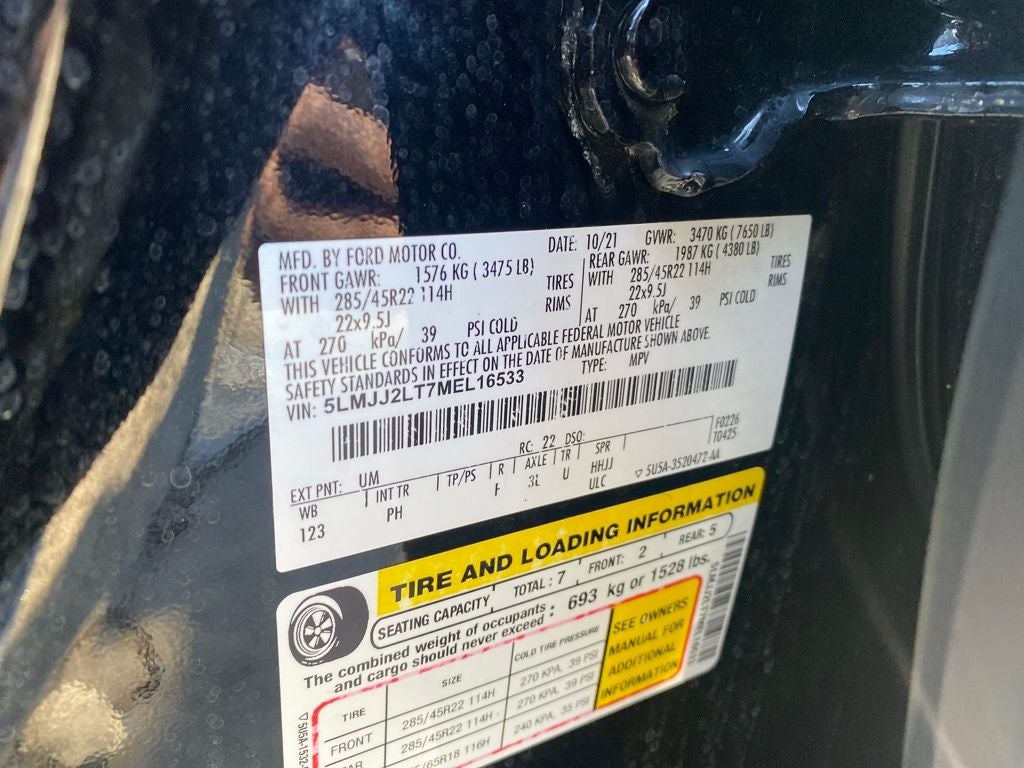 MFD. BY FORD MOTOR CO.
DATE: 10/21 GVWR: 3470 KG ( 7650 LB)
FRONT GAWR: 1576 KG ( 3475 LB)
REAR GAWR: 1987 KG ( 4380 LB)
WITH 285/45R22 114H TIRES
WITH 285/45R22 114H TIRES
22x9.5J RIMS
22x9.5J RIMS
AT 270 kPa/ 39 PSI COLD
AT 270 kPa/ 39 PSI COLD
THIS VEHICLE CONFORMS TO ALL APPLICABLE FEDERAL MOTOR VEHICLE
SAFETY STANDARDS IN EFFECT ON THE DATE OF MANUFACTURE SHOWN ABOVE.
VIN: 5LMJJ2LT7MEL16533 TYPE: MPV
F0226
T0425
EXT PNT: UM RC: 22 DSO:
WB INT TR TP/PS R AXLE TR SPR
123 PH F 3L U HHJJ
ULC ▽ 5U5A-3520472-AA
TIRE AND LOADING INFORMATION
SEATING CAPACITY TOTAL : 7 FRONT: 2 REAR: 5
The combined weight of occupants
and cargo should never exceed : 693 kg or 1528 lbs.
TIRE SIZE COLD TIRE PRESSURE
FRONT 285/45R22 114H 270 KPA, 39 PSI
285/45R22 114H 270 KPA, 39 PSI
/65R18 116H 240 KPA, 35 PSI
SEE OWNERS
MANUAL FOR
ADDITIONAL
INFORMATION